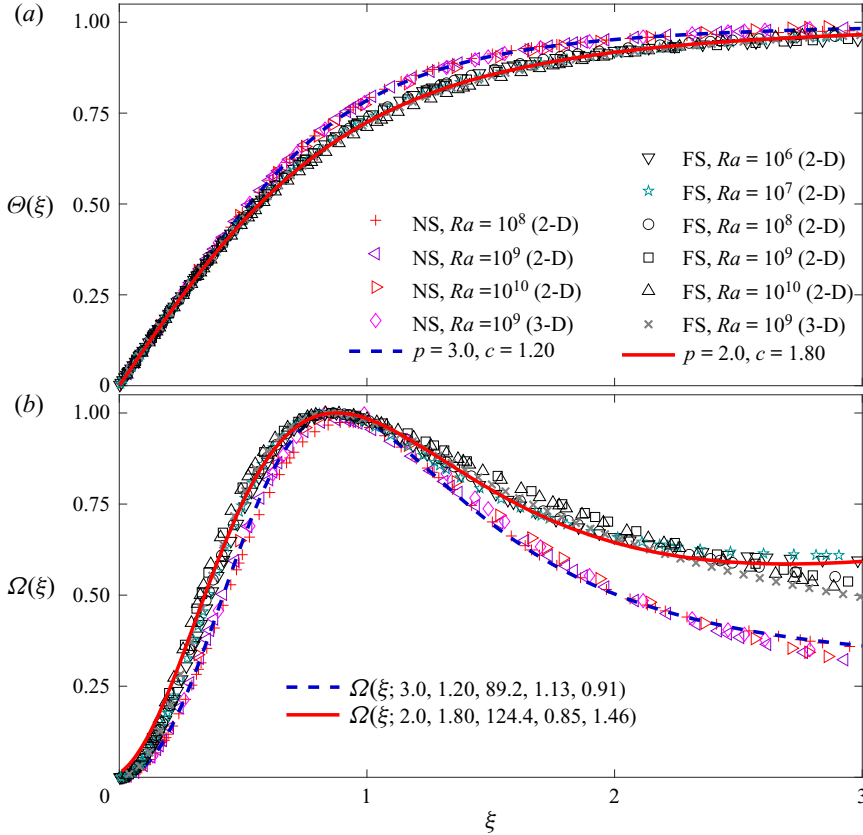 (a)
1.00
0.75
Θ(ξ) 0.50
0.25
0
NS, Ra = 10⁸ (2-D)
NS, Ra = 10⁹ (2-D)
NS, Ra = 10¹⁰ (2-D)
NS, Ra = 10⁹ (3-D)
p = 3.0, c = 1.20
FS, Ra = 10⁶ (2-D)
FS, Ra = 10⁷ (2-D)
FS, Ra = 10⁸ (2-D)
FS, Ra = 10⁹ (2-D)
FS, Ra = 10¹⁰ (2-D)
FS, Ra = 10⁹ (3-D)
p = 2.0, c = 1.80
(b)
1.00
0.75
Ω(ξ) 0.50
0.25
0
Ω(ξ; 3.0, 1.20, 89.2, 1.13, 0.91)
Ω(ξ; 2.0, 1.80, 124.4, 0.85, 1.46)
1 2 3
ξ